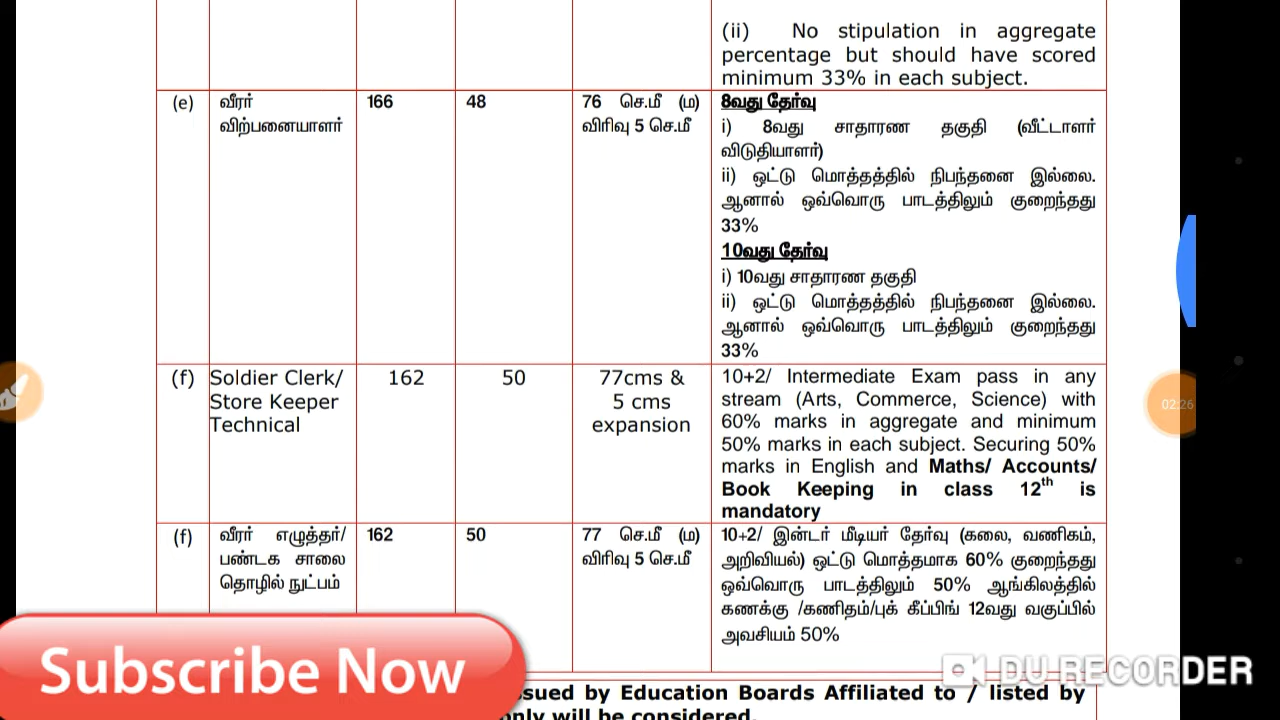 (ii) No stipulation in aggregate
percentage but should have scored
minimum 33% in each subject.
(e) வீரர் 166 48 76 செ.மீ (ம) 8வது தேர்வு
விற்பனையாளர் விரிவு 5 செ.மீ i) 8வது சாதாரண தகுதி (வீட்டாளர்
விடுதியாளர்)
ii) ஒட்டு மொத்தத்தில் நிபந்தனை இல்லை.
ஆனால் ஒவ்வொரு பாடத்திலும் குறைந்தது
33%
10வது தேர்வு
i) 10வது சாதாரண தகுதி
ii) ஒட்டு மொத்தத்தில் நிபந்தனை இல்லை.
ஆனால் ஒவ்வொரு பாடத்திலும் குறைந்தது
33%
(f) Soldier Clerk/ 162 50 77cms & 10+2/ Intermediate Exam pass in any
Store Keeper 5 cms stream (Arts, Commerce, Science) with
Technical expansion 60% marks in aggregate and minimum
50% marks in each subject. Securing 50%
marks in English and Maths/ Accounts/
Book Keeping in class 12th is
mandatory
(f) வீரர் எழுத்தர்/ 162 50 77 செ.மீ (ம) 10+2/ இன்டர் மீடியர் தேர்வு (கலை, வணிகம்,
பண்டக சாலை விரிவு 5 செ.மீ அறிவியல்) ஒட்டு மொத்தமாக 60% குறைந்தது
தொழில் நுட்பம் ஒவ்வொரு பாடத்திலும் 50% ஆங்கிலத்தில்
கணக்கு /கணிதம்/புக் கீப்பிங் 12வது வகுப்பில்
அவசியம் 50%
02:26
Subscribe Now
DU RECORDER
ssued by Education Boards Affiliated to / listed by
only will be considered.